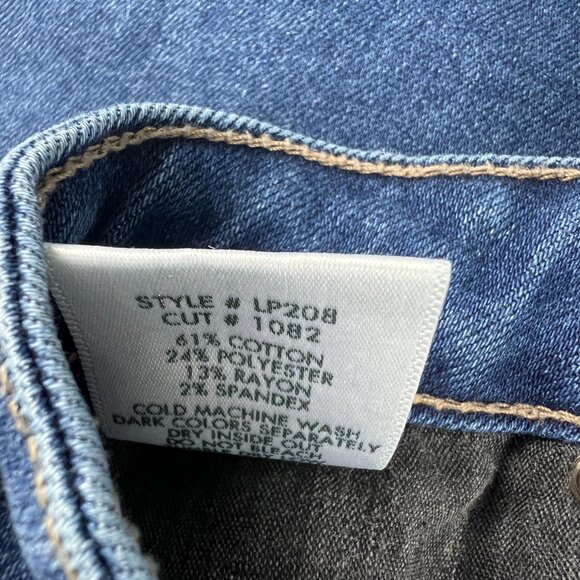 STYLE # LP208
CUT # 1082
61% COTTON
24% POLYESTER
13% RAYON
2% SPANDEX
COLD MACHINE WASH
DARK COLORS SEPARATELY
DRY INSIDE OUT
BLEACH